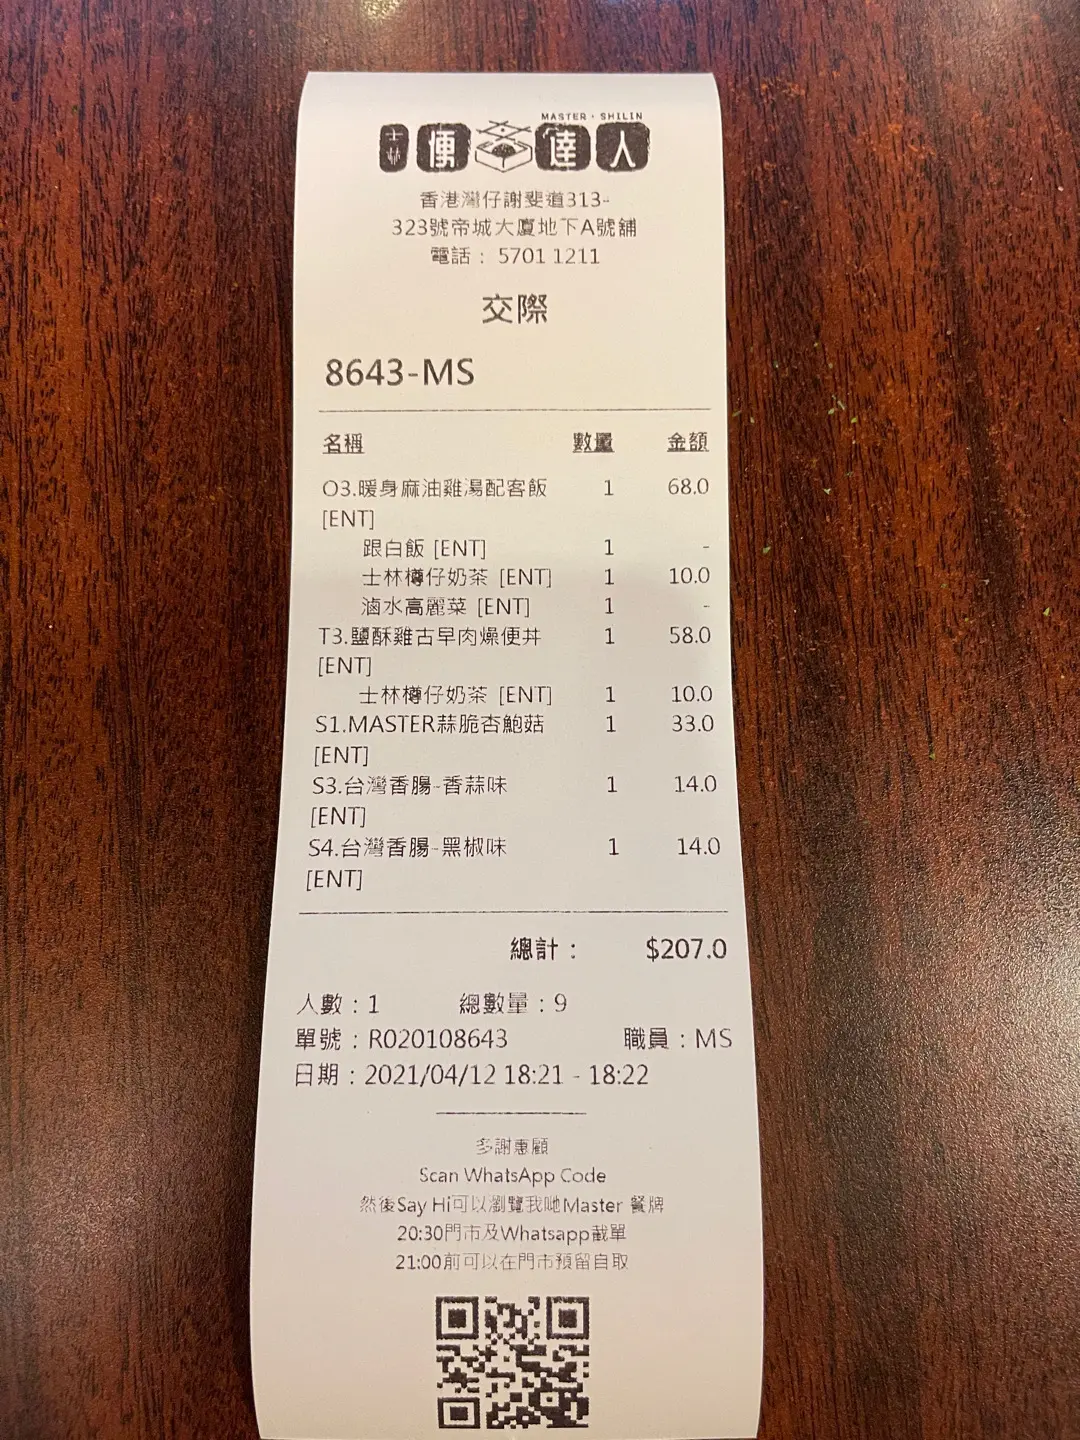 MASTER · SHILIN
士林 便 達 人
香港灣仔謝斐道313-
323號帝城大廈地下A號舖
電話： 5701 1211
交際
8643-MS
名稱 數量 金額
O3.暖身麻油雞湯配客飯 1 68.0
[ENT]
跟白飯 [ENT] 1 -
士林樽仔奶茶 [ENT] 1 10.0
滷水高麗菜 [ENT] 1 -
T3.鹽酥雞古早肉燥便丼 1 58.0
[ENT]
士林樽仔奶茶 [ENT] 1 10.0
S1.MASTER蒜脆杏鮑菇 1 33.0
[ENT]
S3.台灣香腸-香蒜味 1 14.0
[ENT]
S4.台灣香腸-黑椒味 1 14.0
[ENT]
總計： $207.0
人數：1 總數量：9
單號：R020108643 職員：MS
日期：2021/04/12 18:21 - 18:22
多謝惠顧
Scan WhatsApp Code
然後Say Hi可以瀏覽我哋Master 餐牌
20:30門市及Whatsapp截單
21:00前可以在門市預留自取